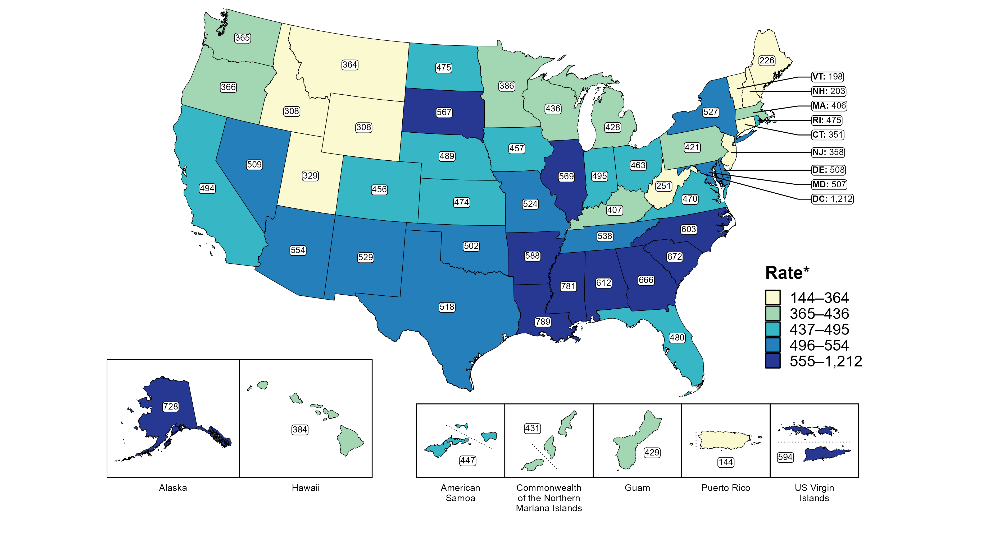 365
366
364
308
308
475
567
386
436
428
226
VT: 198
NH: 203
MA: 406
RI: 475
CT: 351
NJ: 358
DE: 508
MD: 507
DC: 1,212
527
421
494
509
329
456
489
474
457
524
569
495
463
251
470
407
538
603
672
554
529
502
588
518
789
781
612
666
480
Rate*
144–364
365–436
437–495
496–554
555–1,212
728
384
447
431
429
144
594
Alaska
Hawaii
American
Samoa
Commonwealth
of the Northern
Mariana Islands
Guam
Puerto Rico
US Virgin
Islands